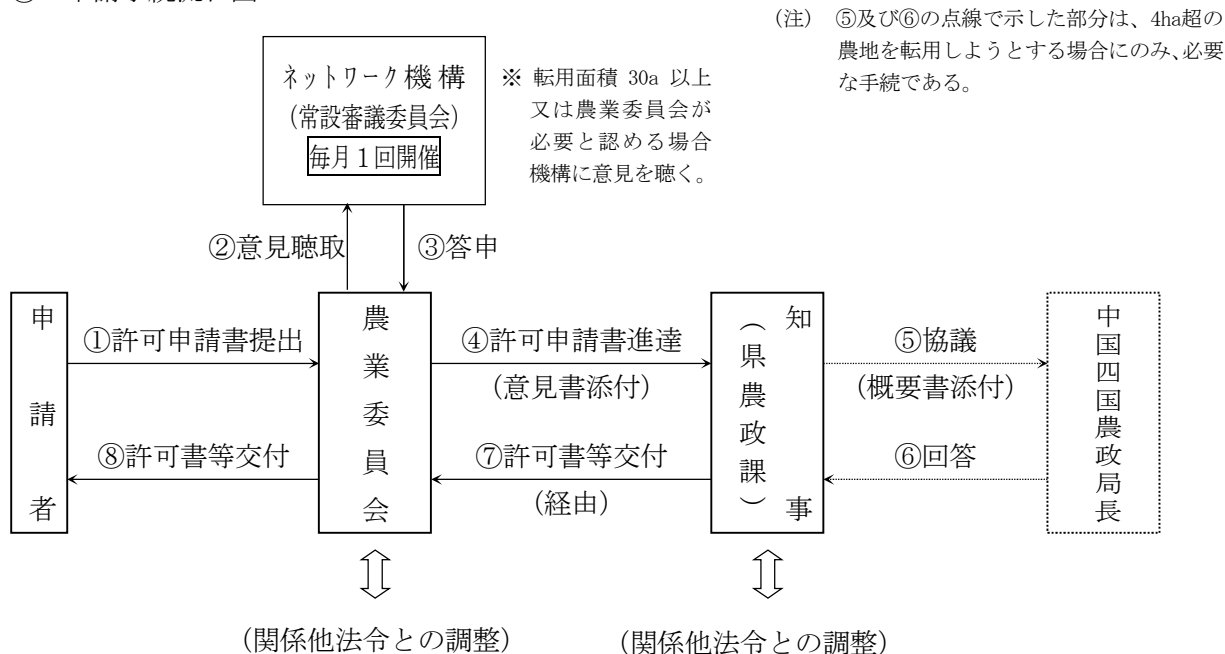 (注) ⑤及び⑥の点線で示した部分は、4ha超の
農地を転用しようとする場合にのみ、必要
な手続である。
ネットワーク機構
(常設審議委員会)
毎月1回開催
※ 転用面積 30a 以上
又は農業委員会が
必要と認める場合
機構に意見を聴く。
②意見聴取
③答申
申請者
①許可申請書提出
⑧許可書等交付
農業委員会
④許可申請書進達
(意見書添付)
⑦許可書等交付
(経由)
知事
(県農政課)
⑤協議
(概要書添付)
⑥回答
中国四国農政局長
(関係他法令との調整)
(関係他法令との調整)